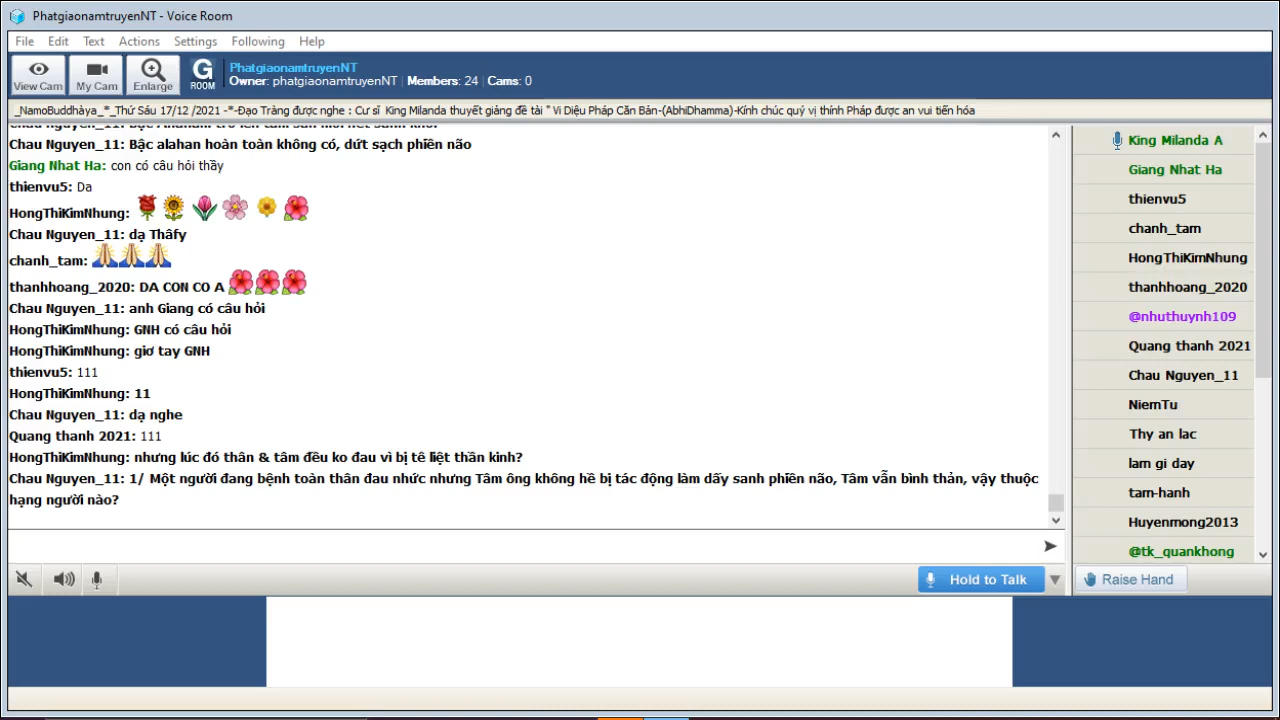 PhatgiaonamtruyenNT - Voice Room
File Edit Text Actions Settings Following Help
View Cam
My Cam
Enlarge
G ROOM
PhatgiaonamtruyenNT
Owner: phatgiaonamtruyenNT Members: 24 Cams: 0
_NamoBuddhàya_*_Thứ Sáu 17/12 /2021 -*-Đạo Tràng được nghe : Cư sĩ King Milanda thuyết giảng đề tài " Vi Diệu Pháp Căn Bản-(AbhiDhamma)-Kính chúc quý vị thính Pháp được an vui tiến hóa
Chau Nguyen_11: Bậc alahan hoàn toàn không có, dứt sạch phiền não
Giang Nhat Ha: con có câu hỏi thầy
thienvu5: Da
HongThiKimNhung:
Chau Nguyen_11: dạ Thâfy
chanh_tam:
thanhhoang_2020: DA CON CO A
Chau Nguyen_11: anh Giang có câu hỏi
HongThiKimNhung: GNH có câu hỏi
HongThiKimNhung: giơ tay GNH
thienvu5: 111
HongThiKimNhung: 11
Chau Nguyen_11: dạ nghe
Quang thanh 2021: 111
HongThiKimNhung: nhưng lúc đó thân & tâm đều ko đau vì bị tê liệt thần kinh?
Chau Nguyen_11: 1/ Một người đang bệnh toàn thân đau nhức nhưng Tâm ông không hề bị tác động làm dấy sanh phiền não, Tâm vẫn bình thản, vậy thuộc
hạng người nào?
Hold to Talk
King Milanda A
Giang Nhat Ha
thienvu5
chanh_tam
HongThiKimNhung
thanhhoang_2020
@nhuthuynh109
Quang thanh 2021
Chau Nguyen_11
NiemTu
Thy an lac
lam gi day
tam-hanh
Huyenmong2013
@tk_quankhong
Raise Hand